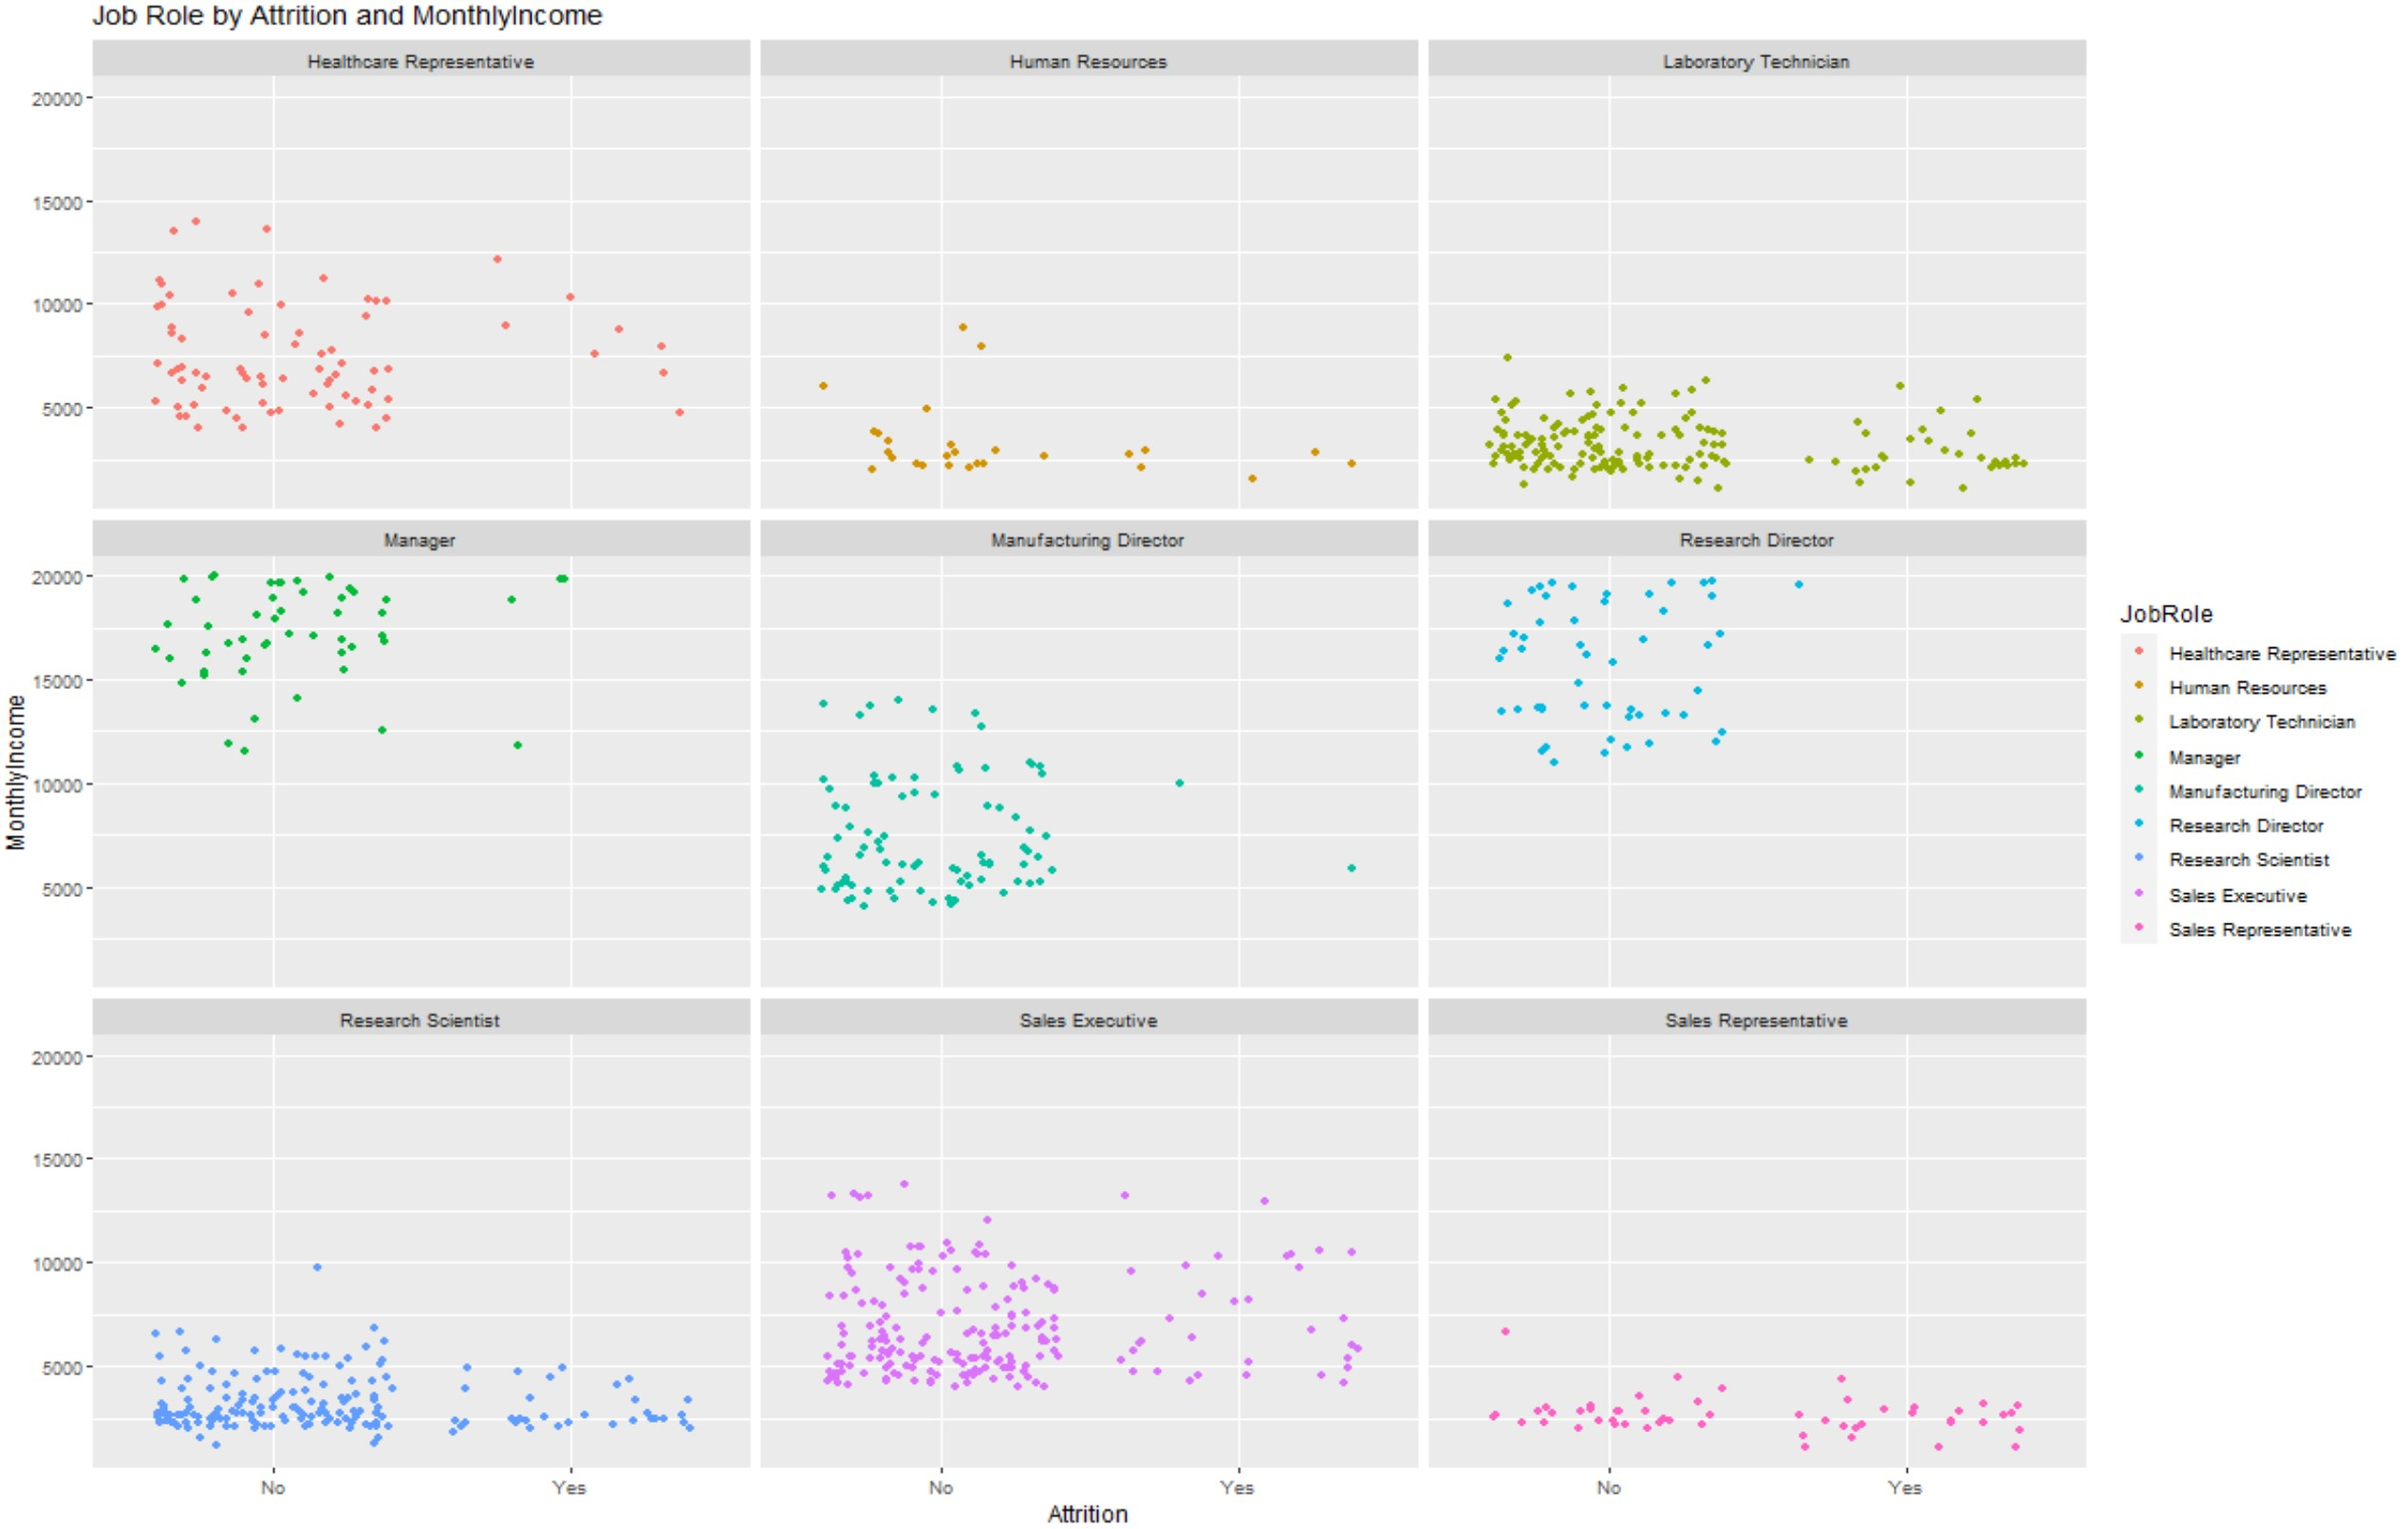 Job Role by Attrition and MonthlyIncome
Healthcare Representative
Human Resources
Laboratory Technician
20000
15000
10000
5000
Manager
Manufacturing Director
Research Director
20000
15000
10000
5000
MonthlyIncome
Research Scientist
Sales Executive
Sales Representative
20000
15000
10000
5000
No
Yes
No
Yes
No
Yes
Attrition
JobRole
Healthcare Representative
Human Resources
Laboratory Technician
Manager
Manufacturing Director
Research Director
Research Scientist
Sales Executive
Sales Representative